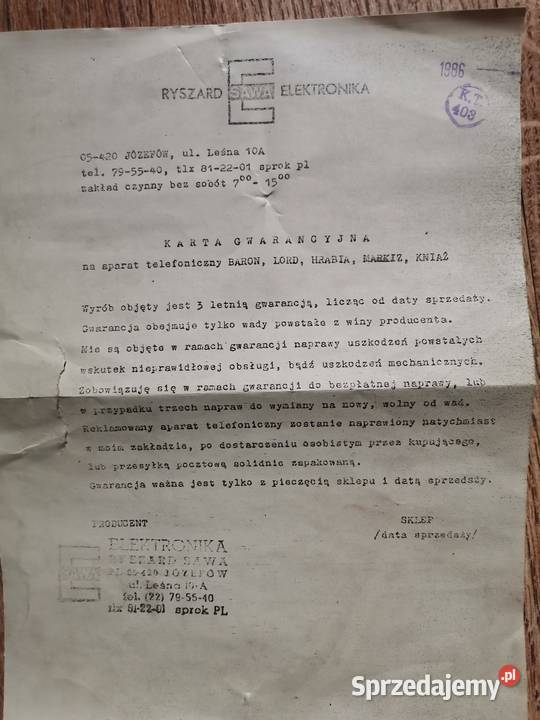 RYSZARD SAWA ELEKTRONIKA
1986
K.T.
403
05-420 JÓZEFÓW, ul. Leśna 10A
tel. 79-55-40, tlx 81-22-01 sprok pl
zakład czynny bez sobót 7⁰⁰- 15⁰⁰
KARTA GWARANCYJNA
na aparat telefoniczny BARON, LORD, HRABIA, MARKIZ, KNIAŹ
Wyrób objęty jest 3 letnią gwarancją, licząc od daty sprzedaży.
Gwarancja obejmuje tylko wady powstałe z winy producenta.
Nie są objęte w ramach gwarancji naprawy uszkodzeń powstałych
wskutek nieprawidłowej obsługi, bądź uszkodzeń mechanicznych.
Zobowiązuję się w ramach gwarancji do bezpłatnej naprawy, lub
w przypadku trzech napraw do wymiany na nowy, wolny od wad.
Reklamowany aparat telefoniczny zostanie naprawiony natychmiast
w moim zakładzie, po dostarczeniu osobistym przez kupującego,
lub przesyłką pocztową solidnie zapakowaną.
Gwarancja ważna jest tylko z pieczęcią sklepu i datą sprzedsży.
PRODUCENT
SKLEP
/data sprzedaży/
ELEKTRONIKA
RYSZARD SAWA
SAWA
PL 05-420 JÓZEFÓW
ul. Leśna 10-A
tel. (22) 79-55-40
tlx 81-22-01 sprok PL
Sprzedajemy.pl